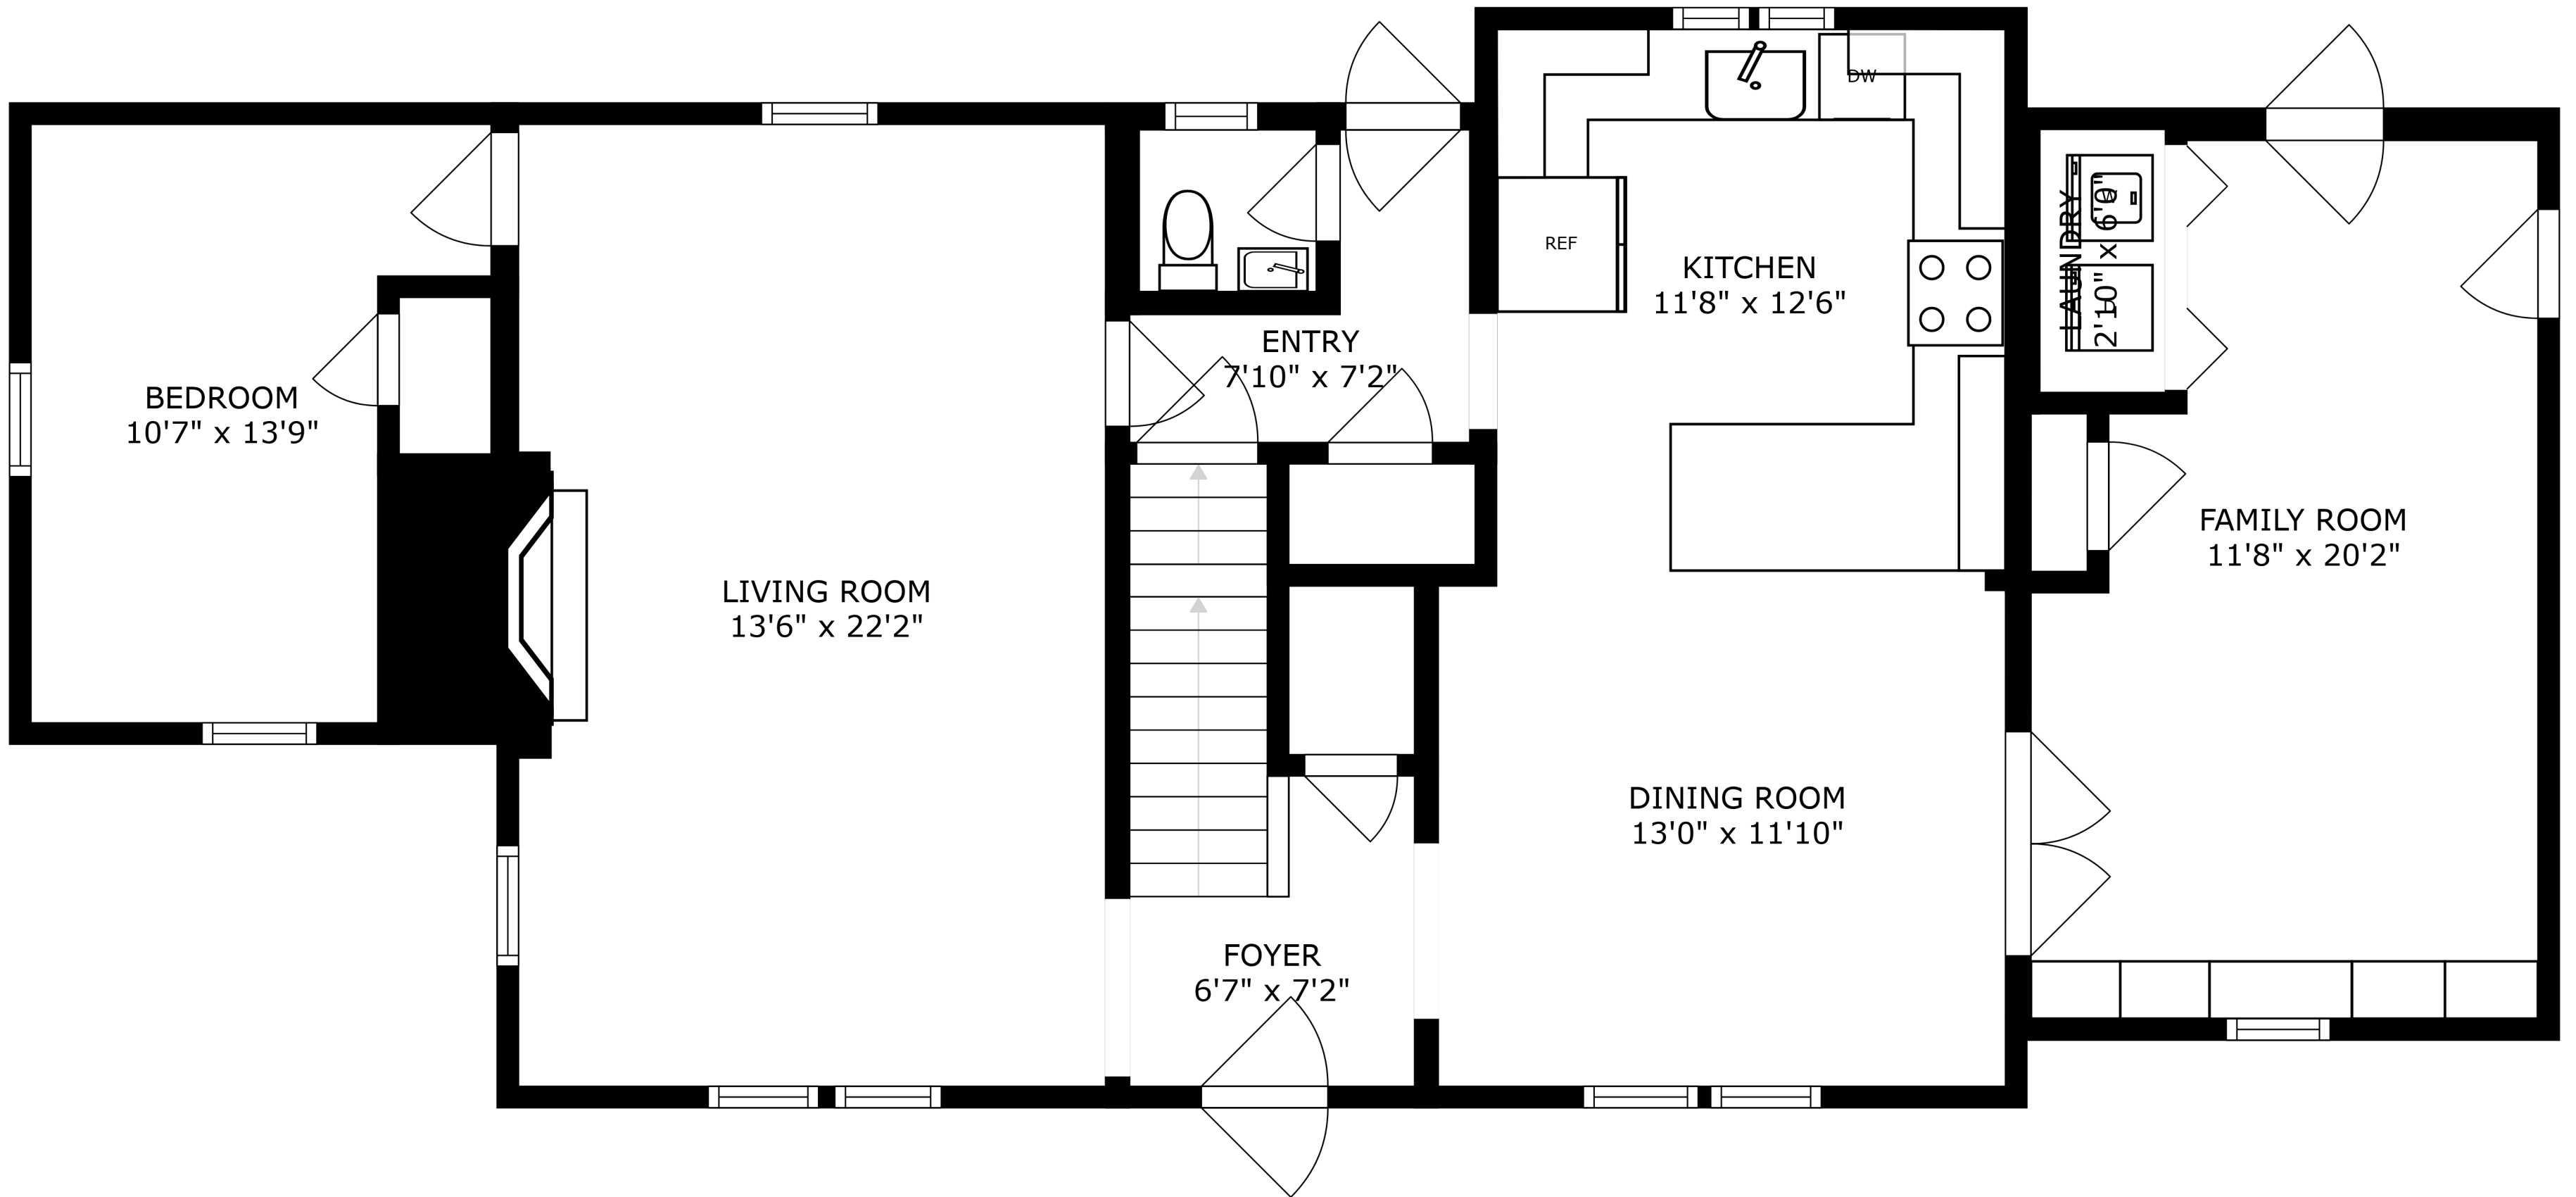 DW
REF
KITCHEN
11'8" x 12'6"
LAUNDRY
2'10" x 6'0"
W
D
ENTRY
7'10" x 7'2"
BEDROOM
10'7" x 13'9"
FAMILY ROOM
11'8" x 20'2"
LIVING ROOM
13'6" x 22'2"
DINING ROOM
13'0" x 11'10"
FOYER
6'7" x 7'2"